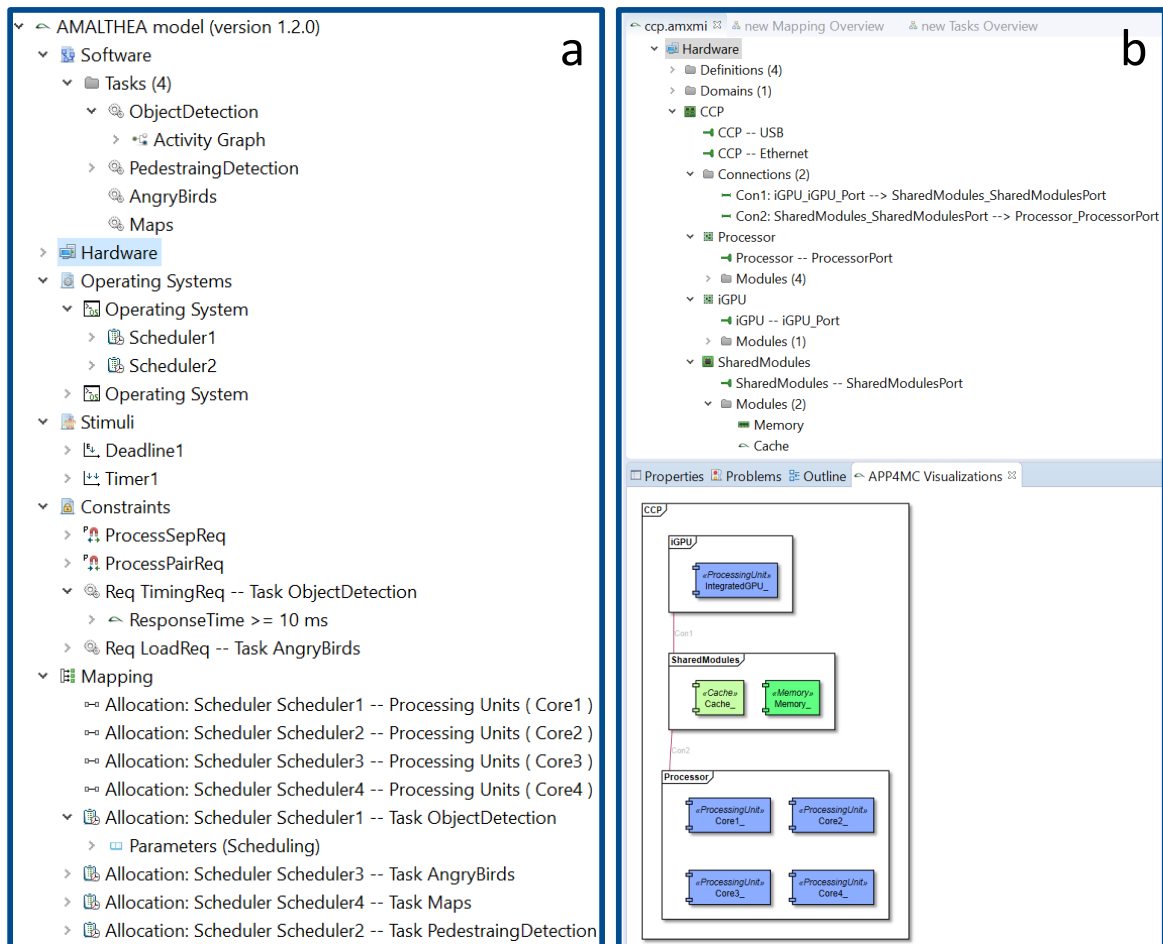 AMALTHEA model (version 1.2.0)
a
Software
Tasks (4)
ObjectDetection
Activity Graph
PedestraingDetection
AngryBirds
Maps
Hardware
Operating Systems
Operating System
Scheduler1
Scheduler2
Operating System
Stimuli
Deadline1
Timer1
Constraints
ProcessSepReq
ProcessPairReq
Req TimingReq -- Task ObjectDetection
ResponseTime >= 10 ms
Req LoadReq -- Task AngryBirds
Mapping
Allocation: Scheduler Scheduler1 -- Processing Units ( Core1 )
Allocation: Scheduler Scheduler2 -- Processing Units ( Core2 )
Allocation: Scheduler Scheduler3 -- Processing Units ( Core3 )
Allocation: Scheduler Scheduler4 -- Processing Units ( Core4 )
Allocation: Scheduler Scheduler1 -- Task ObjectDetection
Parameters (Scheduling)
Allocation: Scheduler Scheduler3 -- Task AngryBirds
Allocation: Scheduler Scheduler4 -- Task Maps
Allocation: Scheduler Scheduler2 -- Task PedestraingDetection
ccp.amxmi new Mapping Overview new Tasks Overview
b
Hardware
Definitions (4)
Domains (1)
CCP
CCP -- USB
CCP -- Ethernet
Connections (2)
Con1: iGPU_iGPU_Port --> SharedModules_SharedModulesPort
Con2: SharedModules_SharedModulesPort --> Processor_ProcessorPort
Processor
Processor -- ProcessorPort
Modules (4)
iGPU
iGPU -- iGPU_Port
Modules (1)
SharedModules
SharedModules -- SharedModulesPort
Modules (2)
Memory
Cache
Properties Problems Outline APP4MC Visualizations
CCP
iGPU
«ProcessingUnit»
IntegratedGPU_
Con1
SharedModules
«Cache» «Memory»
Cache_ Memory_
Con2
Processor
«ProcessingUnit» «ProcessingUnit»
Core1_ Core2_
«ProcessingUnit» «ProcessingUnit»
Core3_ Core4_